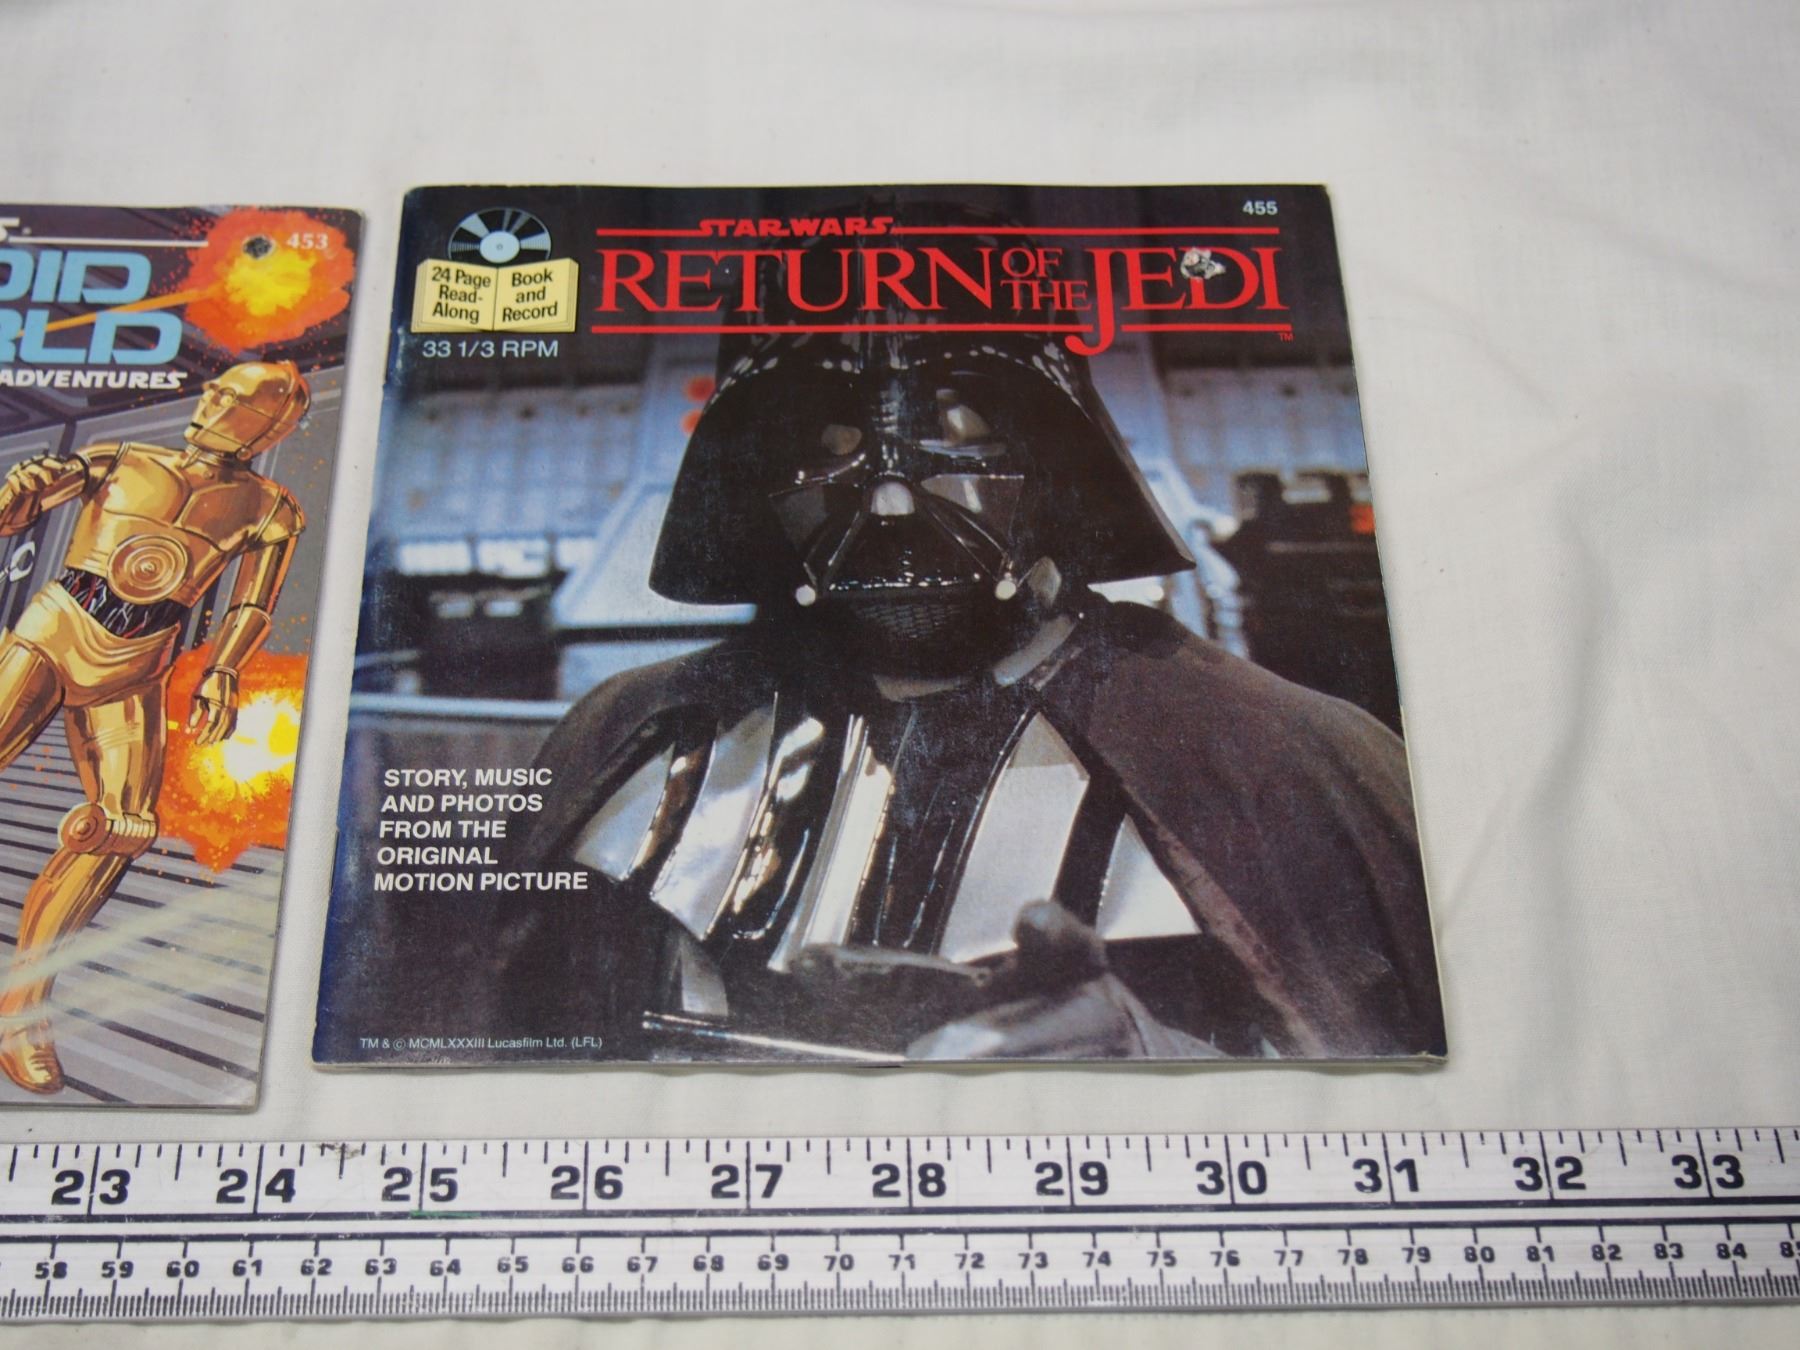 453
OID
RLD
ADVENTURES
455
STAR WARS
RETURN OF THE JEDI
TM
24 Page Read-Along
Book and Record
33 1/3 RPM
STORY, MUSIC
AND PHOTOS
FROM THE
ORIGINAL
MOTION PICTURE
TM & © MCMLXXXIII Lucasfilm Ltd. (LFL)
23 24 25 26 27 28 29 30 31 32 33
58 59 60 61 62 63 64 65 66 67 68 69 70 71 72 73 74 75 76 77 78 79 80 81 82 83 84 85